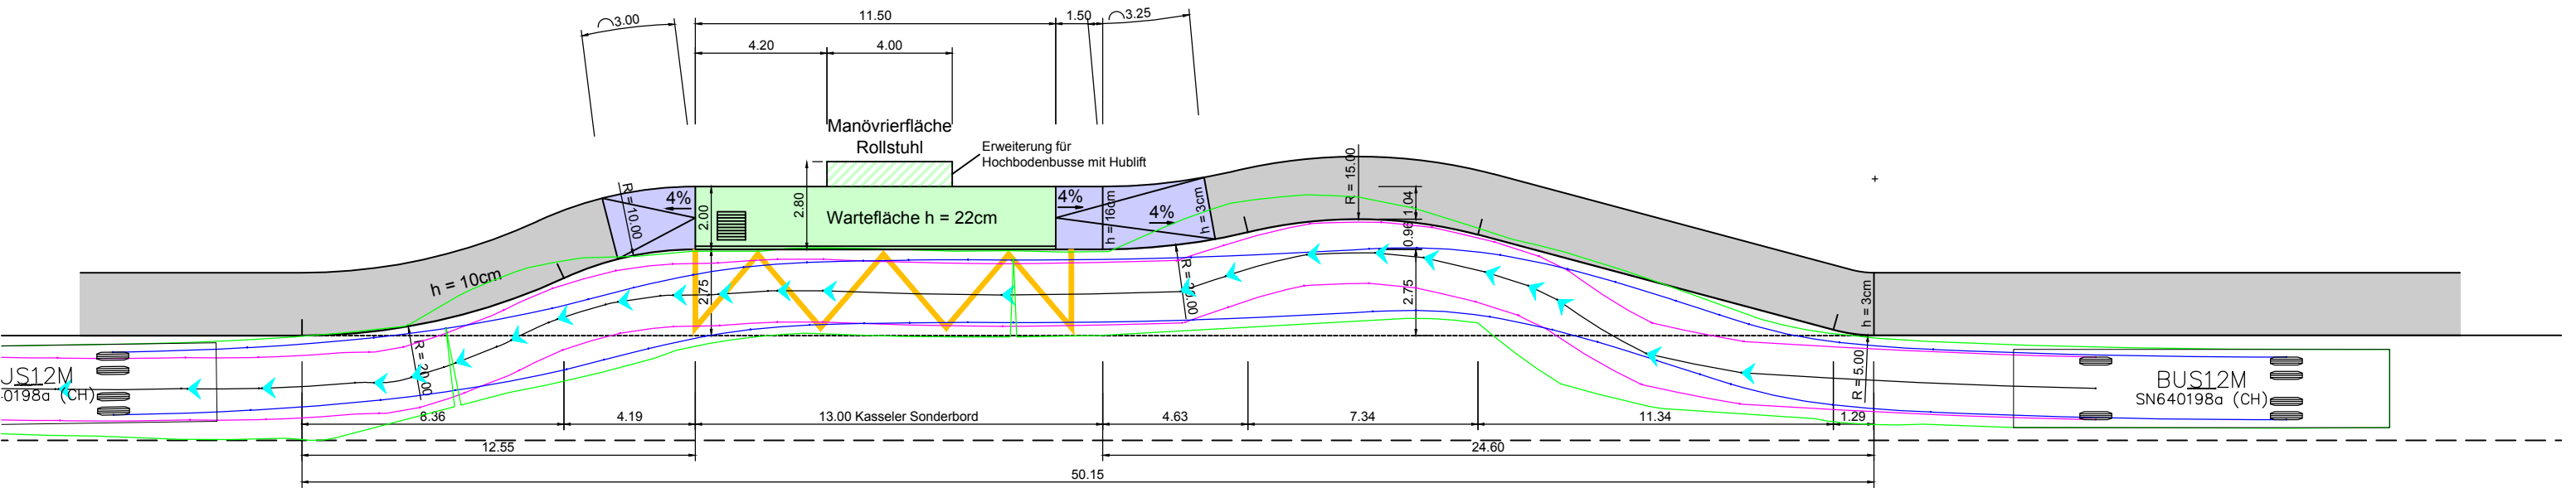 3.00
11.50
1.50
3.25
4.20
4.00
Manövrierfläche
Rollstuhl
Erweiterung für
Hochbodenbusse mit Hublift
R = 10.00
4%
2.00
2.80
Wartefläche h = 22cm
4%
h = 16cm
4%
h = 3cm
R = 15.00
1.04
0.96
h = 10cm
2.75
2.75
h = 3cm
R = 5.00
R = 20.00
US12M
0198a (CH)
BUS12M
SN640198a (CH)
8.36
4.19
13.00 Kasseler Sonderbord
4.63
7.34
11.34
1.29
12.55
24.60
50.15